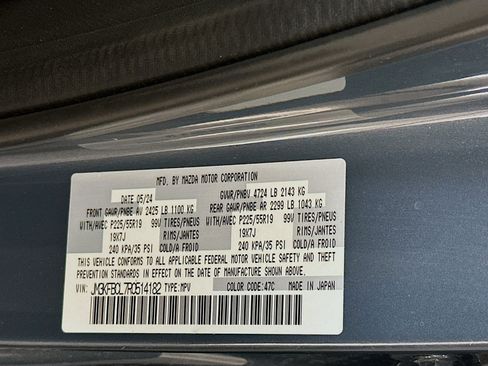 MFD. BY MAZDA MOTOR CORPORATION
DATE 05/24 GVWR/PNBV 4724 LB 2143 KG
FRONT GAWR/PNBE AV 2425 LB 1100 KG REAR GAWR/PNBE AR 2299 LB 1043 KG
WITH/AVEC P225/55R19 99V TIRES/PNEUS WITH/AVEC P225/55R19 99V TIRES/PNEUS
19X7J RIMS/JANTES 19X7J RIMS/JANTES
240 KPA/35 PSI COLD/A FROID 240 KPA/35 PSI COLD/A FROID
THIS VEHICLE CONFORMS TO ALL APPLICABLE FEDERAL MOTOR VEHICLE SAFETY AND THEFT
PREVENTION STANDARDS IN EFFECT ON THE DATE OF MANUFACTURE SHOWN ABOVE.
VIN: JM3KFBCL7R0514182 TYPE:MPV COLOR CODE:47C MADE IN JAPAN